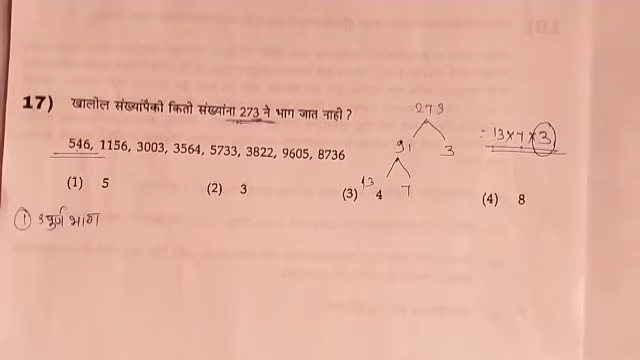 17) खालील संख्यांपैकी किती संख्यांना 273 ने भाग जात नाही ?
546, 1156, 3003, 3564, 5733, 3822, 9605, 8736
(1) 5 (2) 3 (3) 4 (4) 8
273
91 3
13 7
= 13×7×3
① पूर्ण भाग